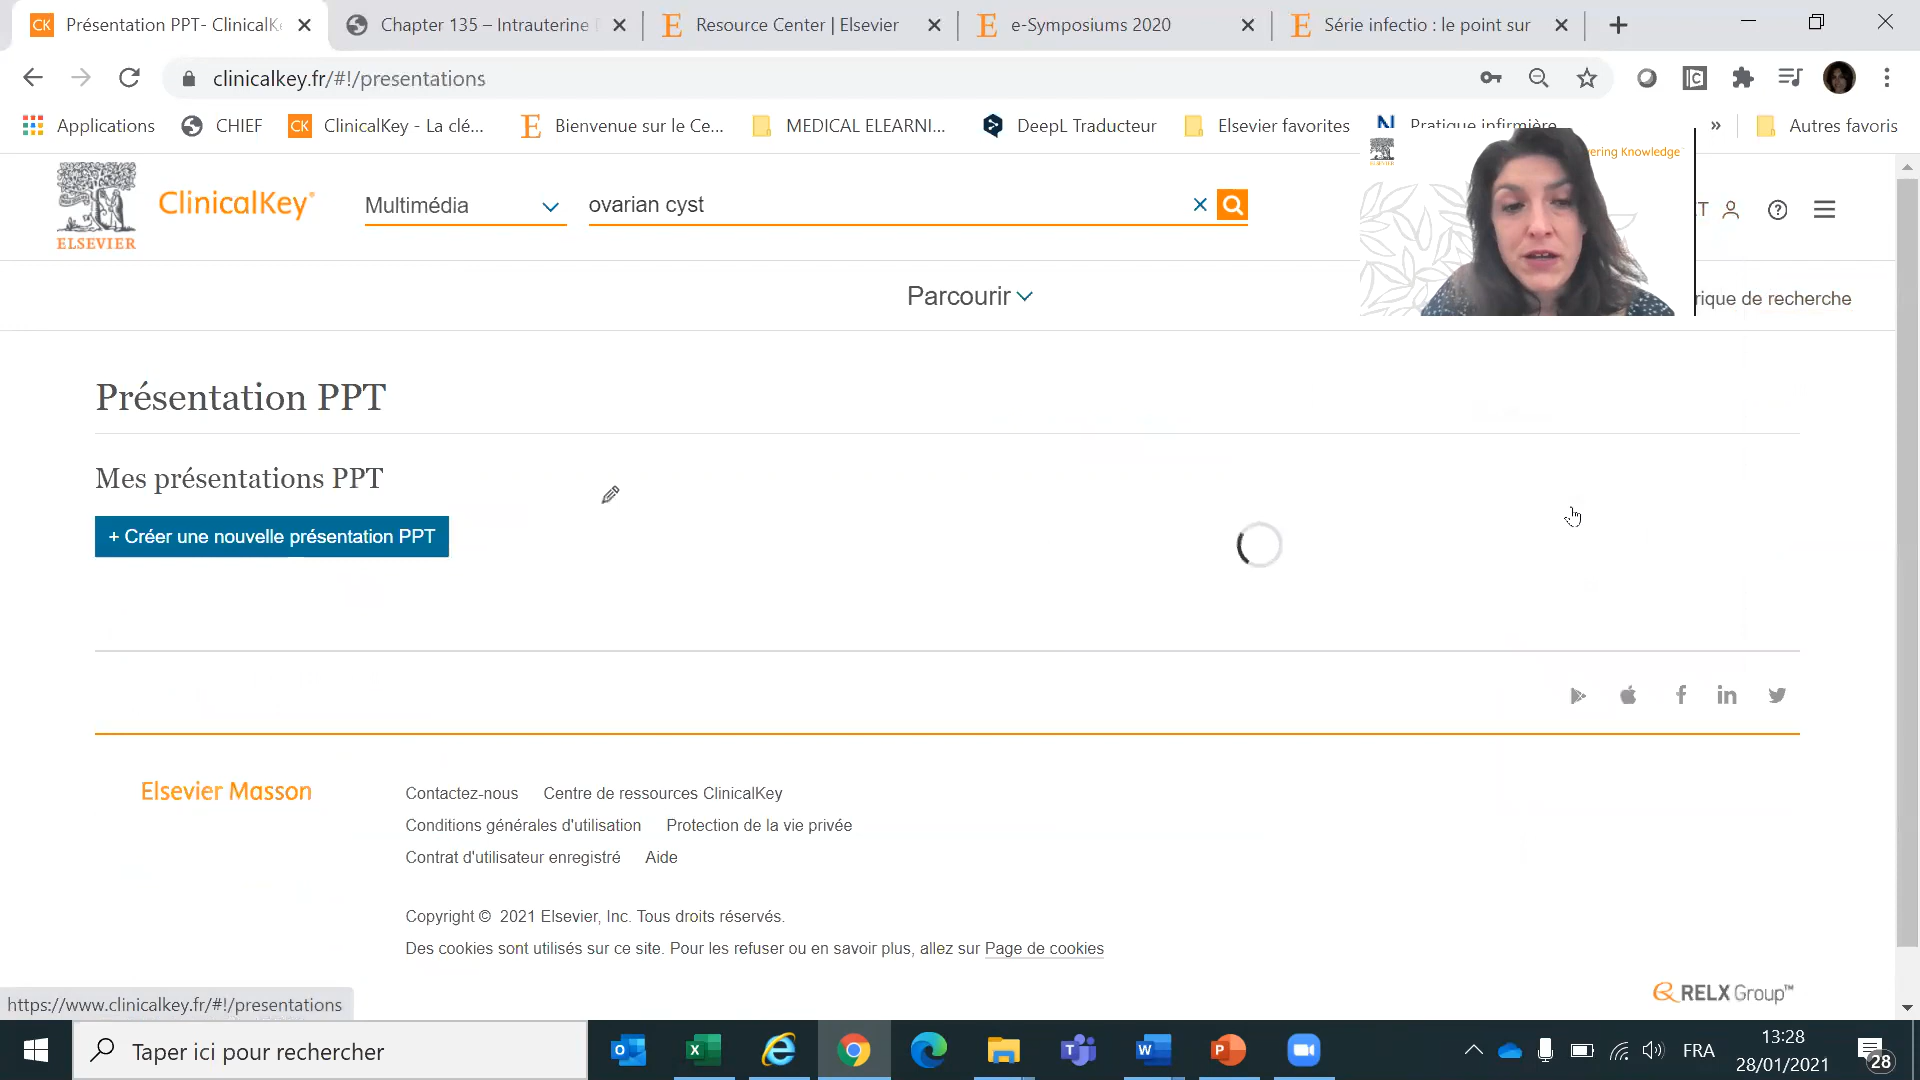 Présentation PPT- ClinicalKe
Chapter 135 – Intrauterine
Resource Center | Elsevier
e-Symposiums 2020
Série infectio : le point sur
clinicalkey.fr/#!/presentations
Applications
CHIEF
CK
ClinicalKey - La clé...
Bienvenue sur le Ce...
MEDICAL ELEARNI...
DeepL Traducteur
Elsevier favorites
Pratique infirmière
»
Autres favoris
ELSEVIER
ClinicalKey®
Multimédia
ovarian cyst
ering Knowledge
T
Parcourir
rique de recherche
Présentation PPT
Mes présentations PPT
+ Créer une nouvelle présentation PPT
Elsevier Masson
Contactez-nous Centre de ressources ClinicalKey
Conditions générales d'utilisation Protection de la vie privée
Contrat d'utilisateur enregistré Aide
Copyright © 2021 Elsevier, Inc. Tous droits réservés.
Des cookies sont utilisés sur ce site. Pour les refuser ou en savoir plus, allez sur Page de cookies
RELX Group™
https://www.clinicalkey.fr/#!/presentations
Taper ici pour rechercher
FRA
13:28
28/01/2021
28